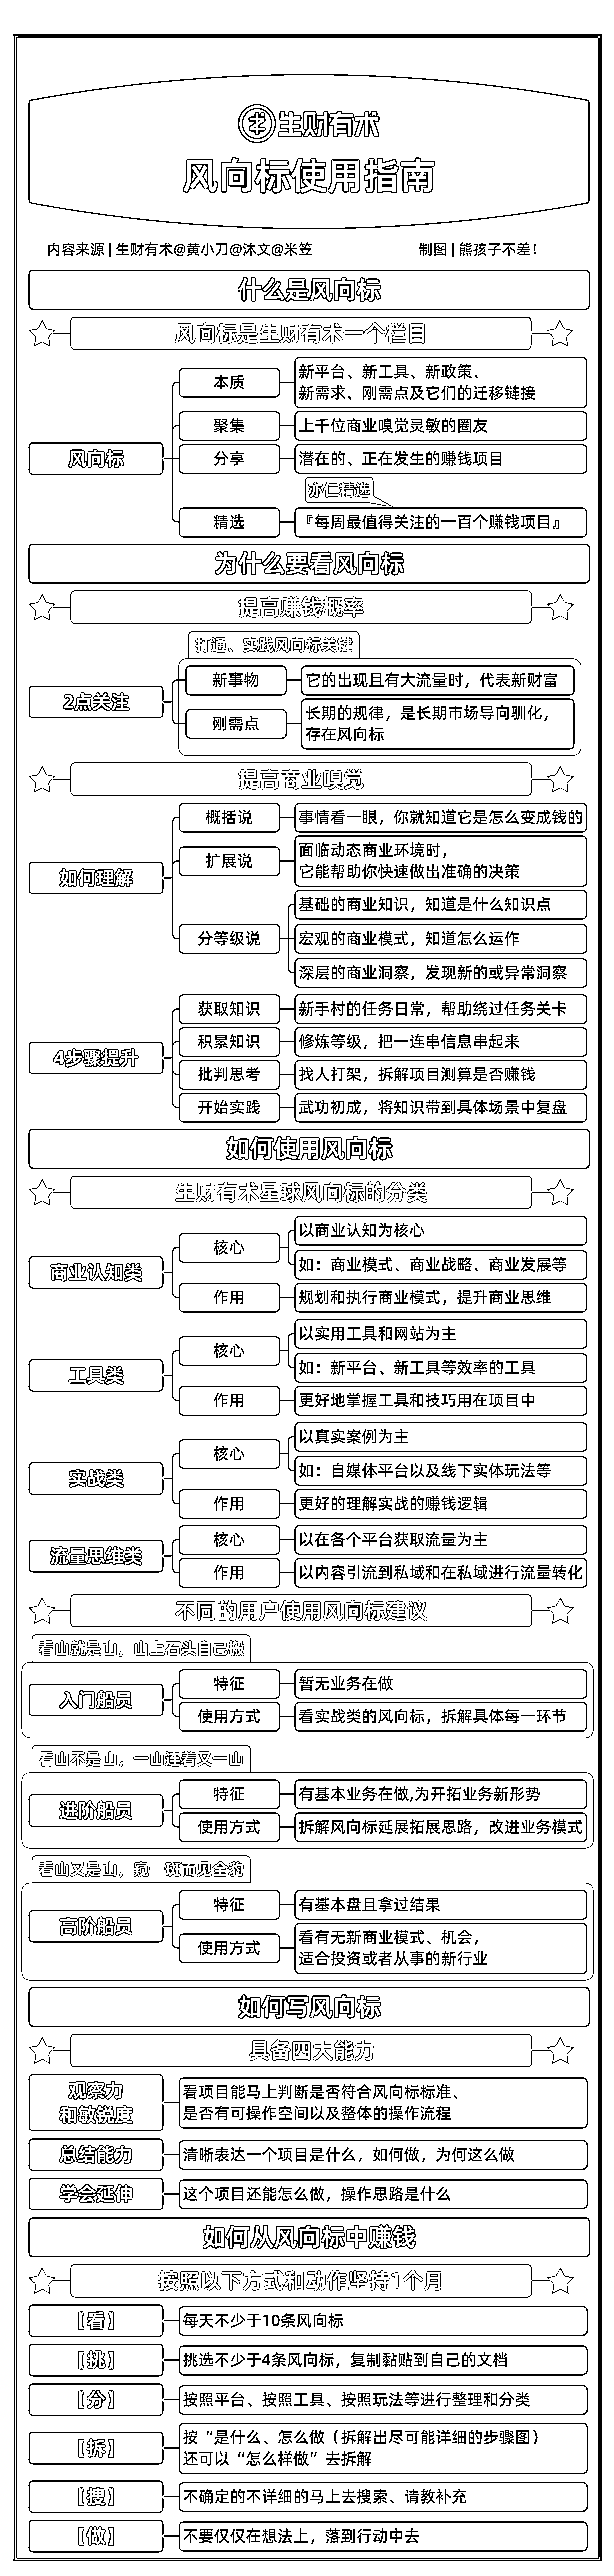 生财有术
风向标使用指南
内容来源 | 生财有术@黄小刀@沐文@米笠
制图 | 熊孩子不差！
什么是风向标
风向标是生财有术一个栏目
风向标
本质
新平台、新工具、新政策、
新需求、刚需点及它们的迁移链接
聚集
上千位商业嗅觉灵敏的圈友
分享
潜在的、正在发生的赚钱项目
亦仁精选
精选
『每周最值得关注的一百个赚钱项目』
为什么要看风向标
提高赚钱概率
打通、实践风向标关键
2点关注
新事物
它的出现且有大流量时，代表新财富
刚需点
长期的规律，是长期市场导向驯化，
存在风向标
提高商业嗅觉
如何理解
概括说
事情看一眼，你就知道它是怎么变成钱的
扩展说
面临动态商业环境时，
它能帮助你快速做出准确的决策
分等级说
基础的商业知识，知道是什么知识点
宏观的商业模式，知道怎么运作
深层的商业洞察，发现新的或异常洞察
4步骤提升
获取知识
新手村的任务日常，帮助绕过任务关卡
积累知识
修炼等级，把一连串信息串起来
批判思考
找人打架，拆解项目测算是否赚钱
开始实践
武功初成，将知识带到具体场景中复盘
如何使用风向标
生财有术星球风向标的分类
商业认知类
核心
以商业认知为核心
如：商业模式、商业战略、商业发展等
作用
规划和执行商业模式，提升商业思维
工具类
核心
以实用工具和网站为主
如：新平台、新工具等效率的工具
作用
更好地掌握工具和技巧用在项目中
实战类
核心
以真实案例为主
如：自媒体平台以及线下实体玩法等
作用
更好的理解实战的赚钱逻辑
流量思维类
核心
以在各个平台获取流量为主
作用
以内容引流到私域和在私域进行流量转化
不同的用户使用风向标建议
看山就是山，山上石头自己搬
入门船员
特征
暂无业务在做
使用方式
看实战类的风向标，拆解具体每一环节
看山不是山，一山连着又一山
进阶船员
特征
有基本业务在做,为开拓业务新形势
使用方式
拆解风向标延展拓展思路，改进业务模式
看山又是山，窥一斑而见全豹
高阶船员
特征
有基本盘且拿过结果
使用方式
看有无新商业模式、机会，
适合投资或者从事的新行业
如何写风向标
具备四大能力
观察力
和敏锐度
看项目能马上判断是否符合风向标标准、
是否有可操作空间以及整体的操作流程
总结能力
清晰表达一个项目是什么，如何做，为何这么做
学会延伸
这个项目还能怎么做，操作思路是什么
如何从风向标中赚钱
按照以下方式和动作坚持1个月
【看】
每天不少于10条风向标
【挑】
挑选不少于4条风向标，复制黏贴到自己的文档
【分】
按照平台、按照工具、按照玩法等进行整理和分类
【拆】
按“是什么、怎么做（拆解出尽可能详细的步骤图）
还可以“怎么样做”去拆解
【搜】
不确定的不详细的马上去搜索、请教补充
【做】
不要仅仅在想法上，落到行动中去